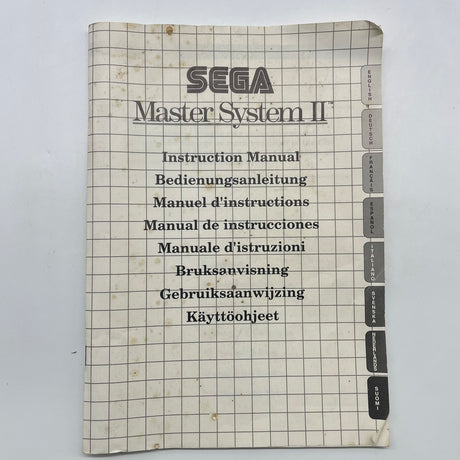 SEGA
Master System II™
Instruction Manual
Bedienungsanleitung
Manuel d'instructions
Manual de instrucciones
Manuale d'istruzioni
Bruksanvisning
Gebruiksaanwijzing
Käyttöohjeet
ENGLISH
DEUTSCH
FRANÇAIS
ESPAÑOL
ITALIANO
SVENSKA
NEDERLANDS
SUOMI